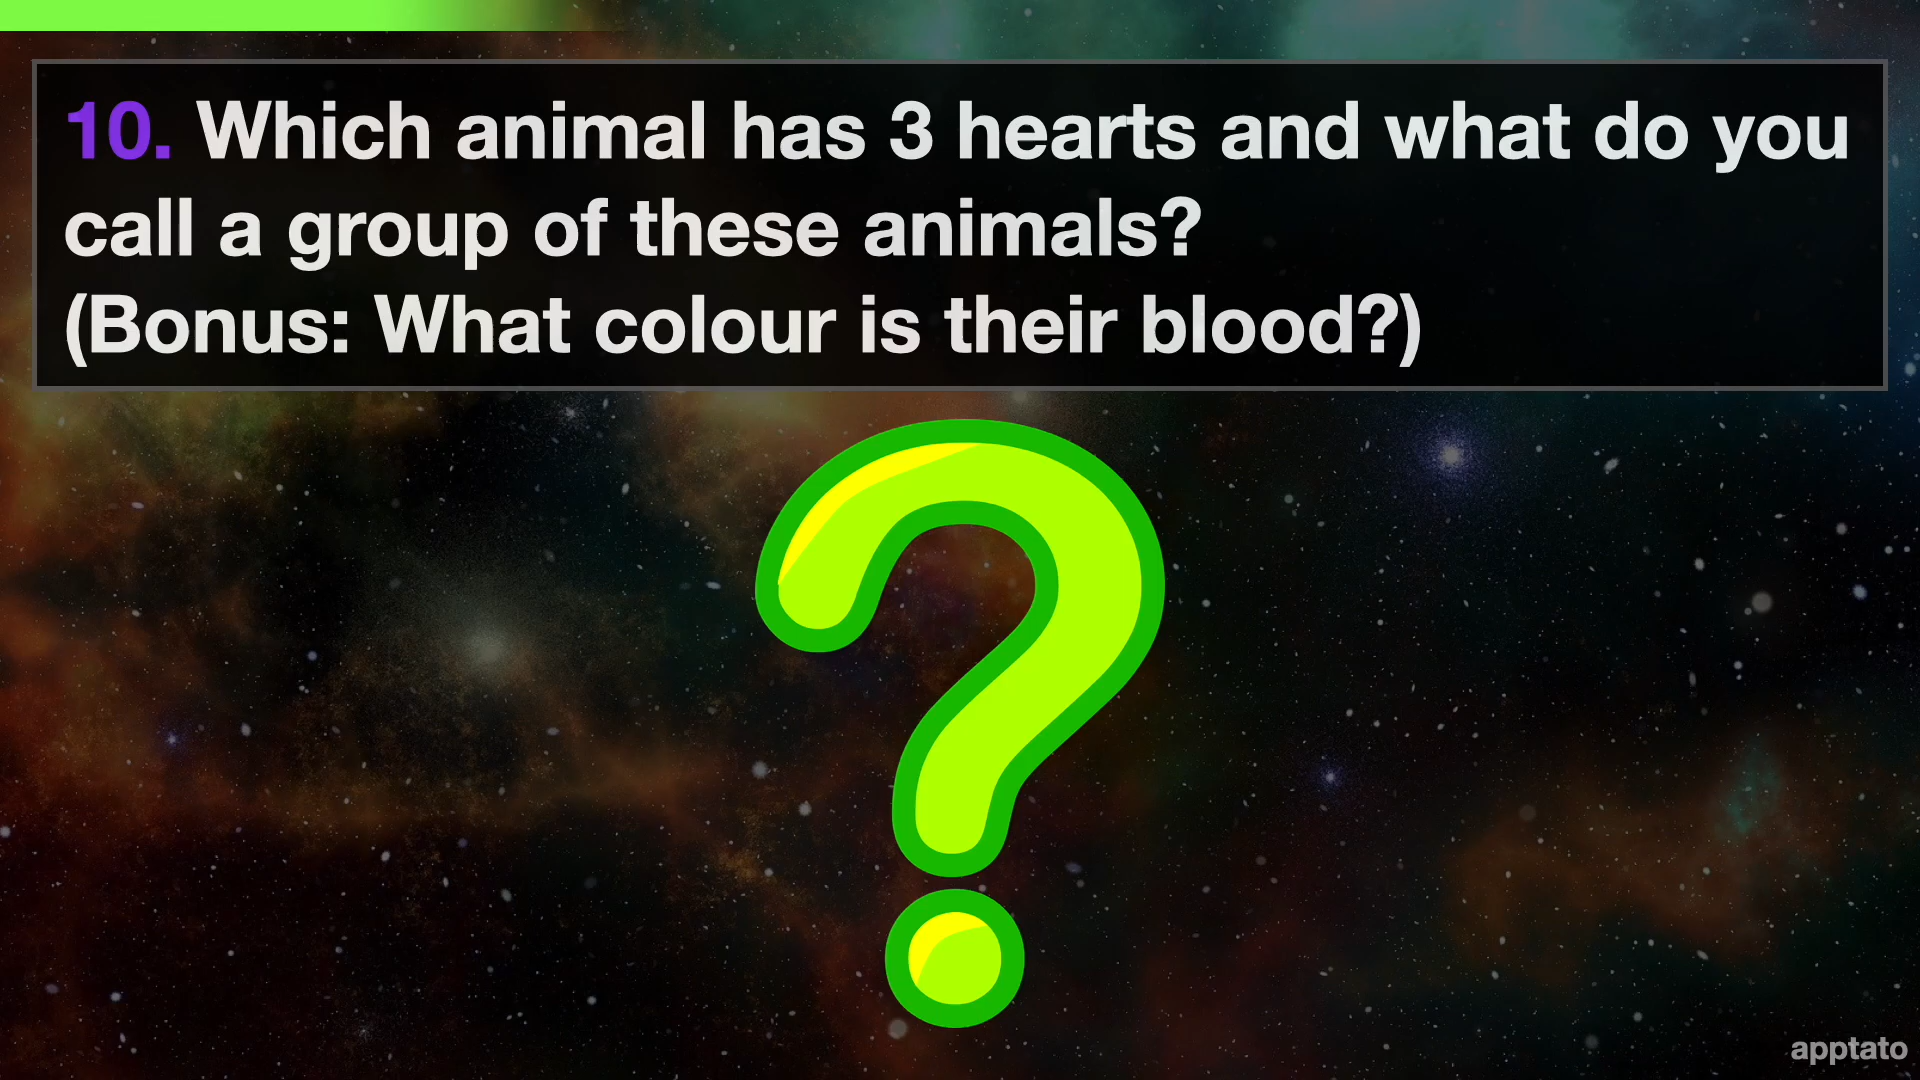 10. Which animal has 3 hearts and what do you
call a group of these animals?
(Bonus: What colour is their blood?)
apptato